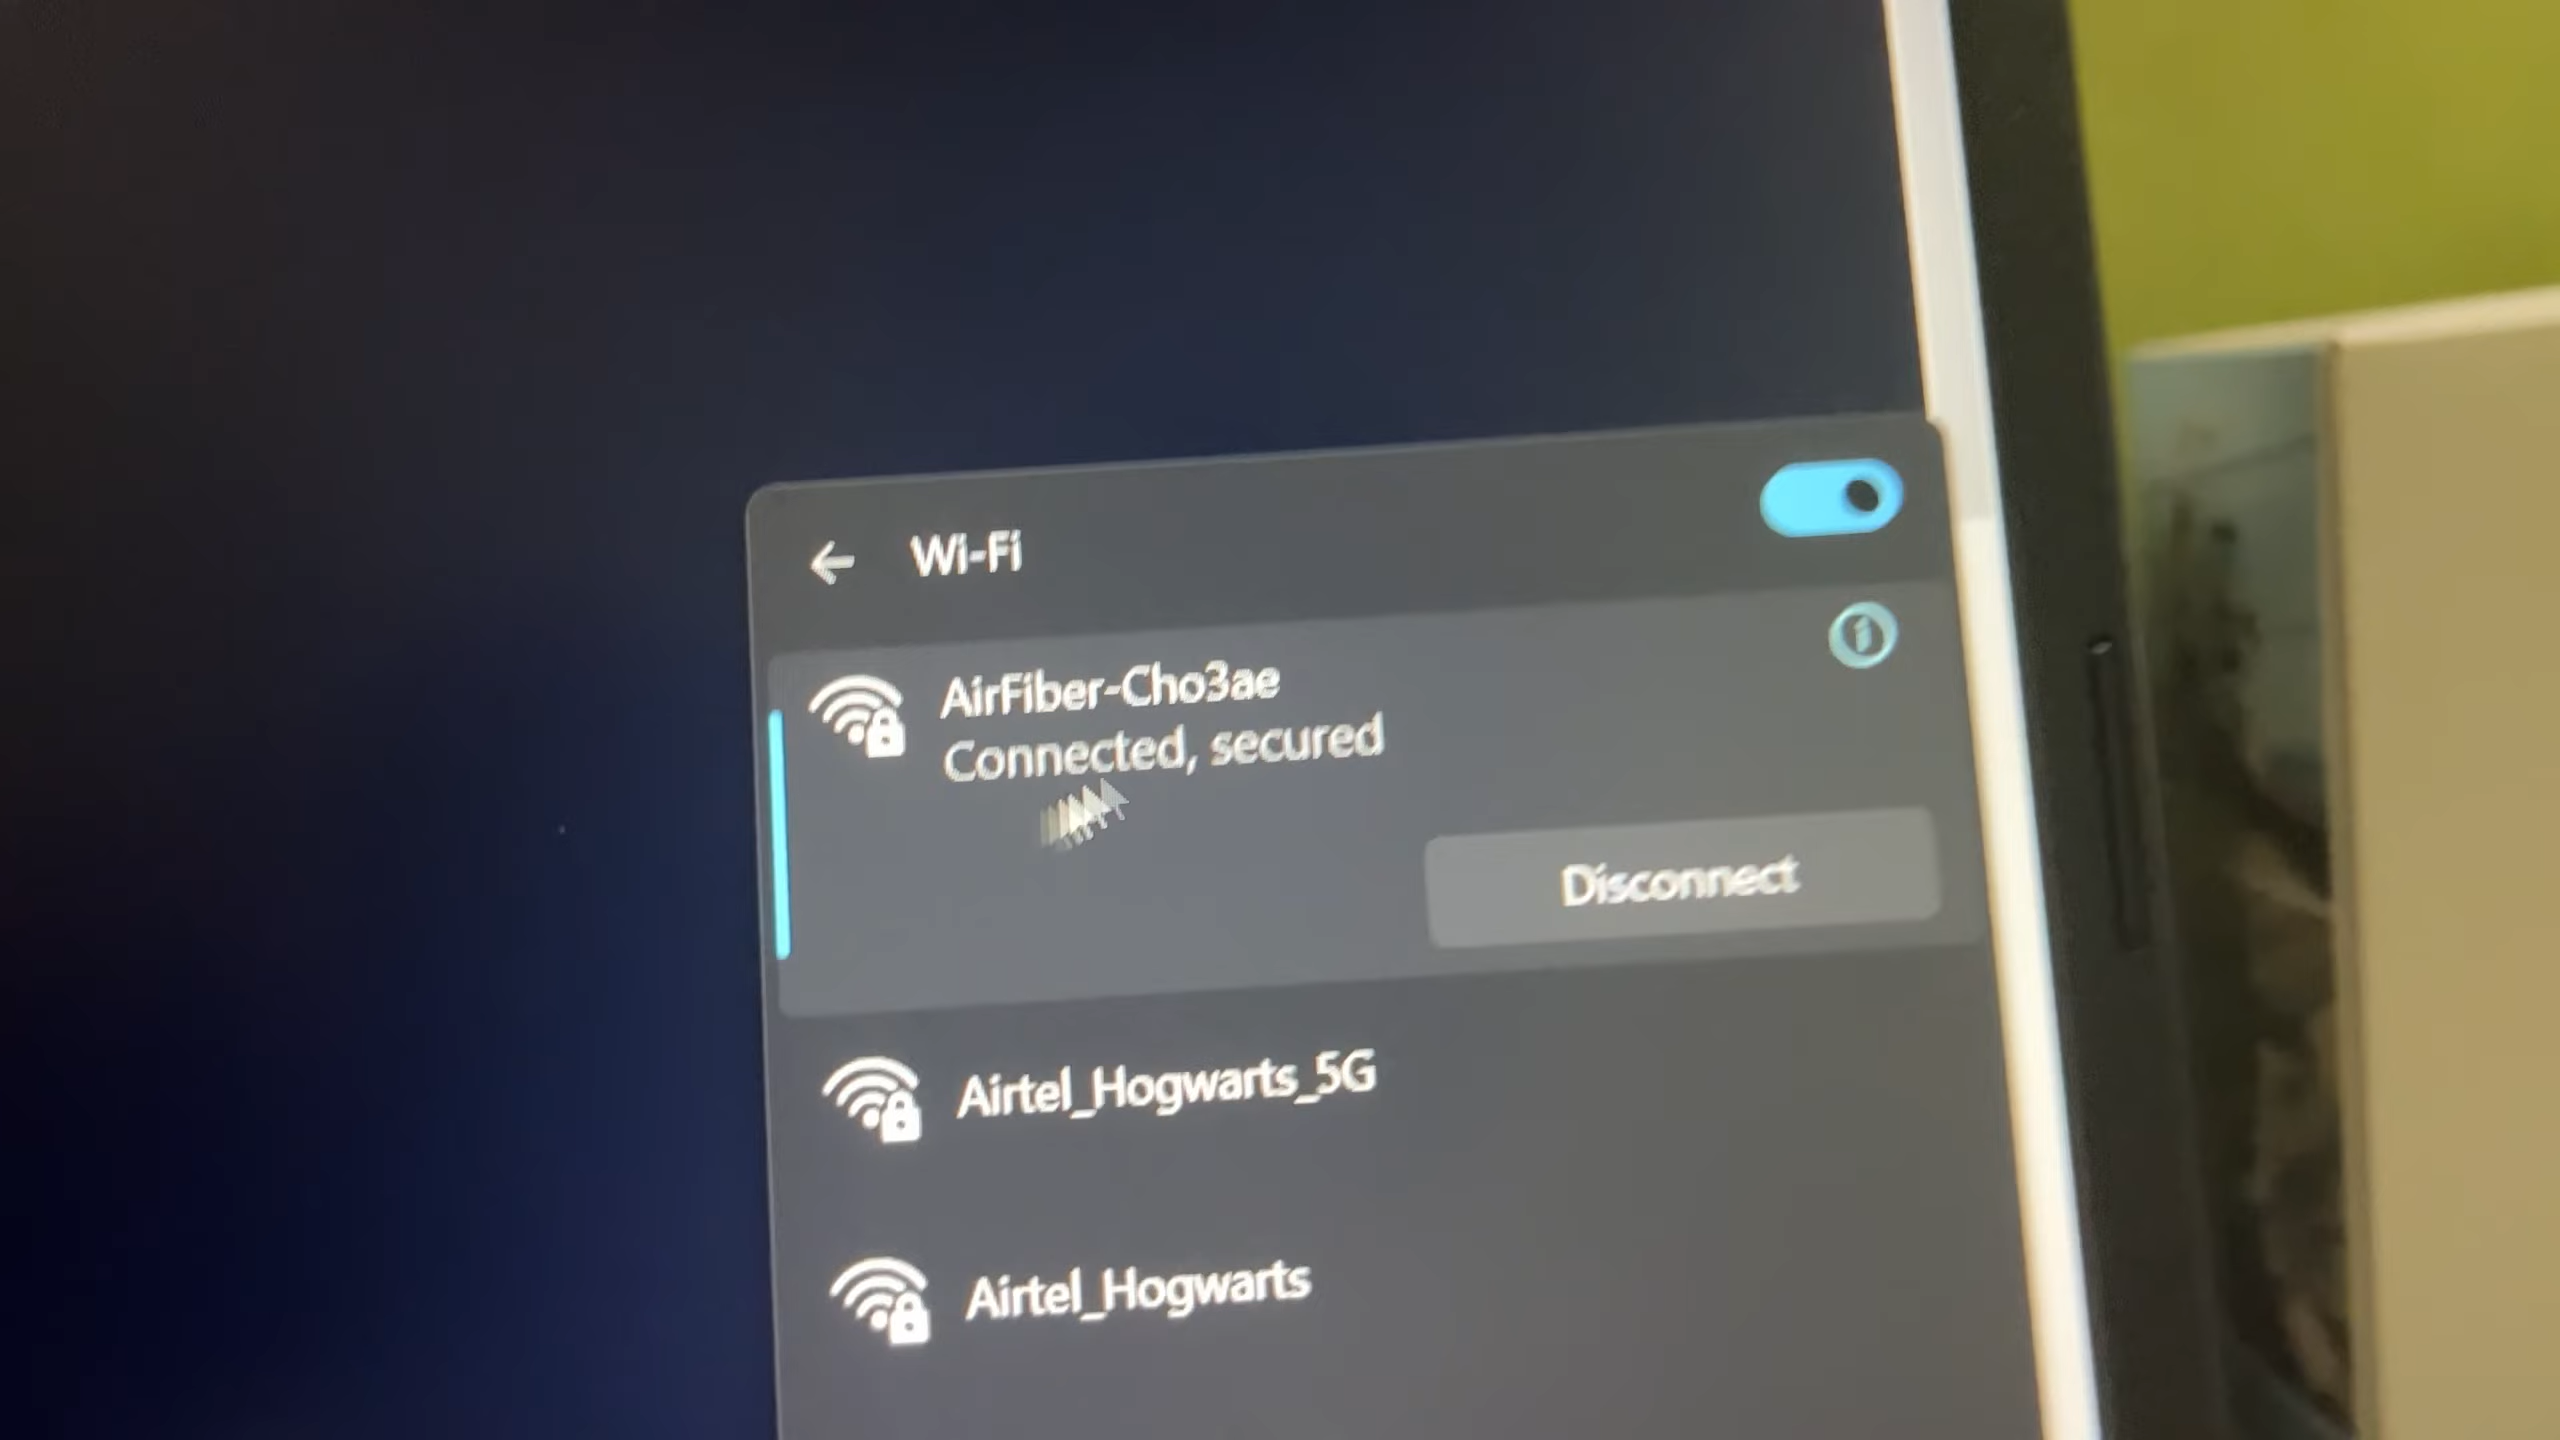 Wi-Fi
AirFiber-Cho3ae
Connected, secured
Disconnect
Airtel_Hogwarts_5G
Airtel_Hogwarts